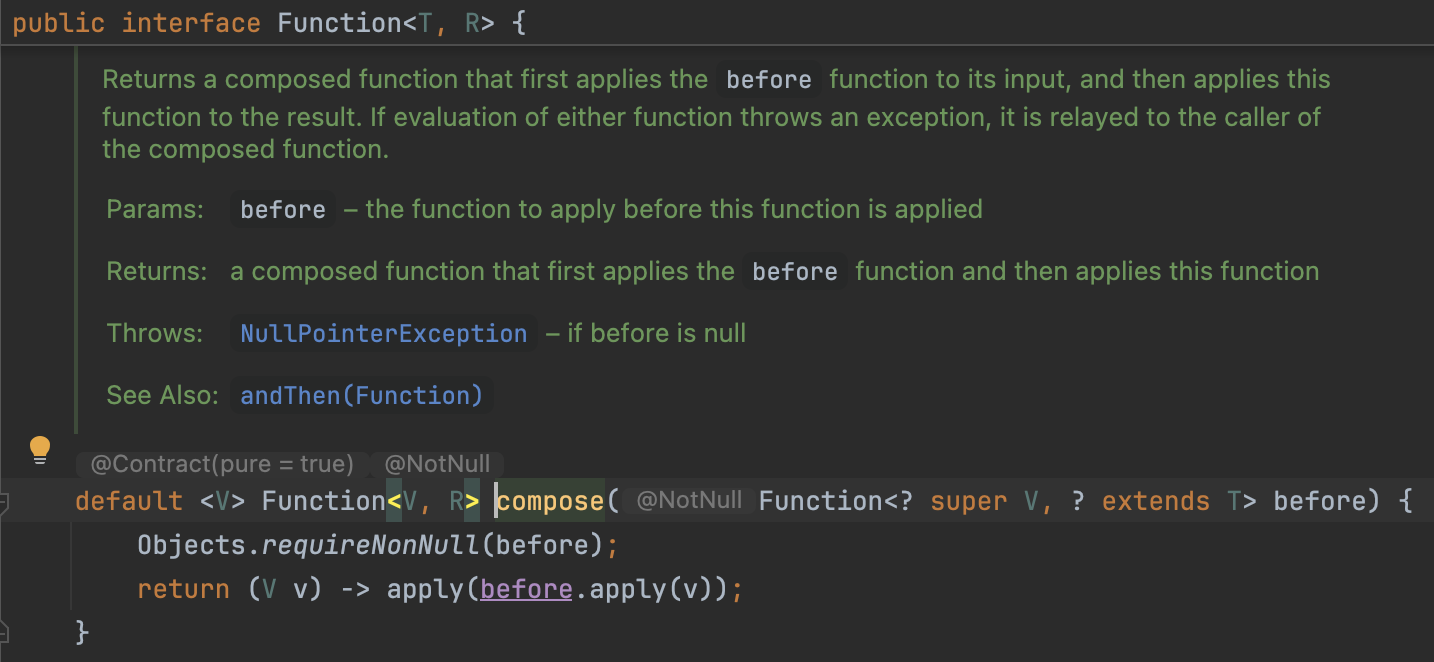 public interface Function<T, R> {
Returns a composed function that first applies the before function to its input, and then applies this
function to the result. If evaluation of either function throws an exception, it is relayed to the caller of
the composed function.
Params: before – the function to apply before this function is applied
Returns: a composed function that first applies the before function and then applies this function
Throws: NullPointerException – if before is null
See Also: andThen(Function)
@Contract(pure = true) @NotNull
default <V> Function<V, R> compose( @NotNull Function<? super V, ? extends T> before) {
Objects.requireNonNull(before);
return (V v) -> apply(before.apply(v));
}